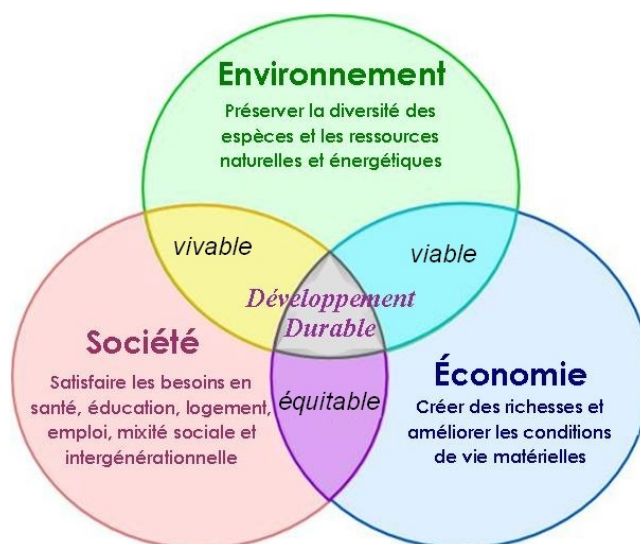 Environnement
Préserver la diversité des
espèces et les ressources
naturelles et énergétiques
vivable
viable
Développement
Durable
Société
Satisfaire les besoins en
santé, éducation, logement,
emploi, mixité sociale et
intergénérationnelle
équitable
Économie
Créer des richesses et
améliorer les conditions
de vie matérielles